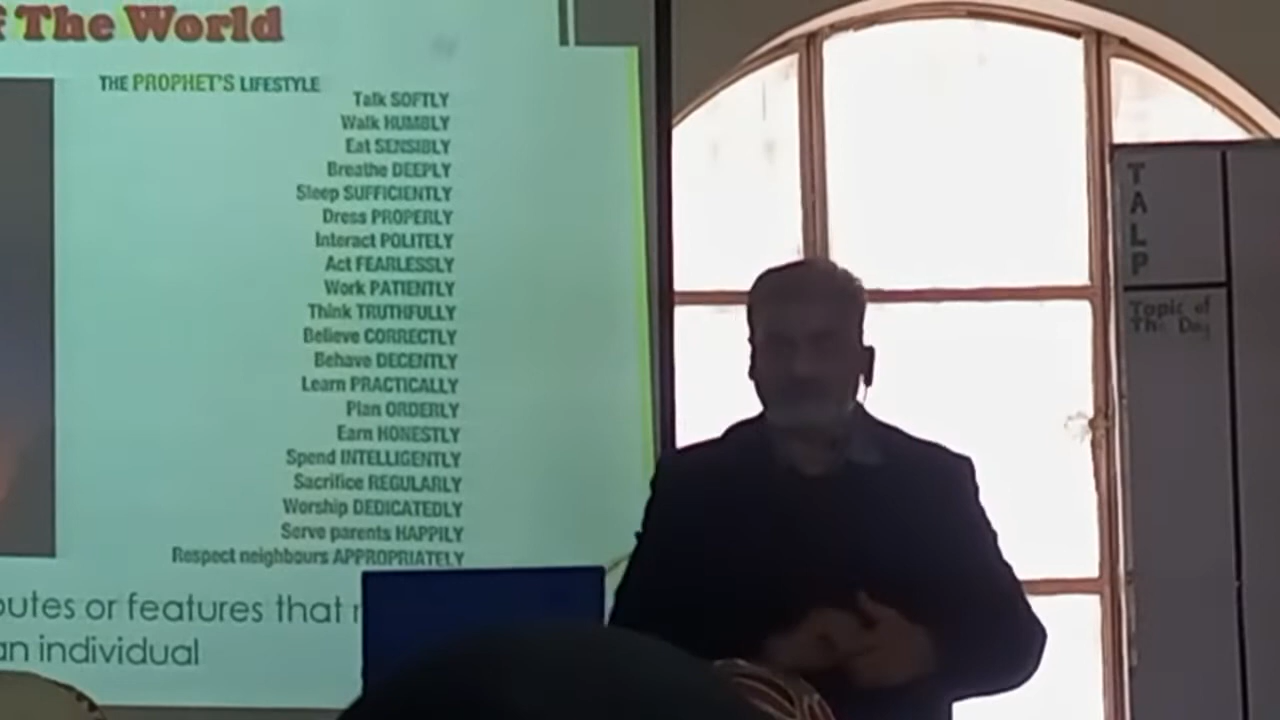 f The World
THE PROPHET'S LIFESTYLE
Talk SOFTLY
Walk HUMBLY
Eat SENSIBLY
Breathe DEEPLY
Sleep SUFFICIENTLY
Dress PROPERLY
Interact POLITELY
Act FEARLESSLY
Work PATIENTLY
Think TRUTHFULLY
Believe CORRECTLY
Behave DECENTLY
Learn PRACTICALLY
Plan ORDERLY
Earn HONESTLY
Spend INTELLIGENTLY
Sacrifice REGULARLY
Worship DEDICATEDLY
Serve parents HAPPILY
Respect neighbours APPROPRIATELY
butes or features that
an individual
T
A
L
P
Topic of
The Day